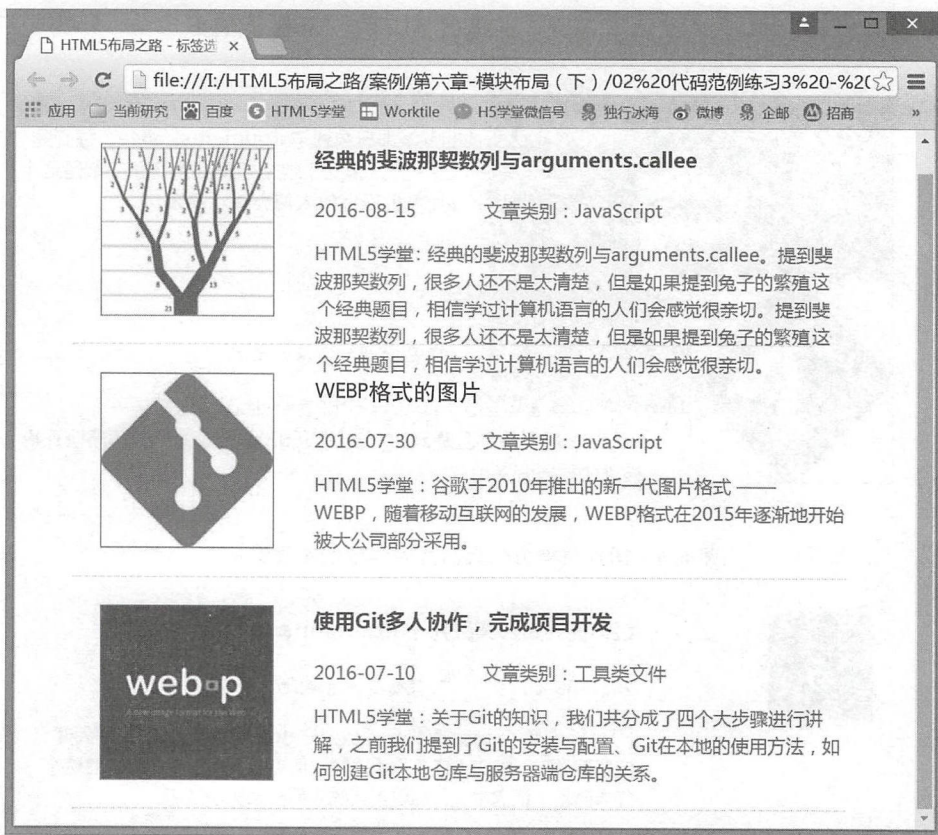 HTML5布局之路 - 标签选
file:///I:/HTML5布局之路/案例/第六章-模块布局（下）/02%20代码范例练习3%20-%20
应用 当前研究 百度 HTML5学堂 Worktile H5学堂微信号 独行冰海 微博 企邮 招商 »
经典的斐波那契数列与arguments.callee
2016-08-15 文章类别：JavaScript
HTML5学堂：经典的斐波那契数列与arguments.callee。提到斐
波那契数列，很多人还不是太清楚，但是如果提到兔子的繁殖这
个经典题目，相信学过计算机语言的人们会感觉很亲切。提到斐
波那契数列，很多人还不是太清楚，但是如果提到兔子的繁殖这
个经典题目，相信学过计算机语言的人们会感觉很亲切。
WEBP格式的图片
2016-07-30 文章类别：JavaScript
HTML5学堂：谷歌于2010年推出的新一代图片格式 ——
WEBP，随着移动互联网的发展，WEBP格式在2015年逐渐地开始
被大公司部分采用。
webp
使用Git多人协作，完成项目开发
2016-07-10 文章类别：工具类文件
HTML5学堂：关于Git的知识，我们共分成了四个大步骤进行讲
解，之前我们提到了Git的安装与配置、Git在本地的使用方法，如
何创建Git本地仓库与服务器端仓库的关系。